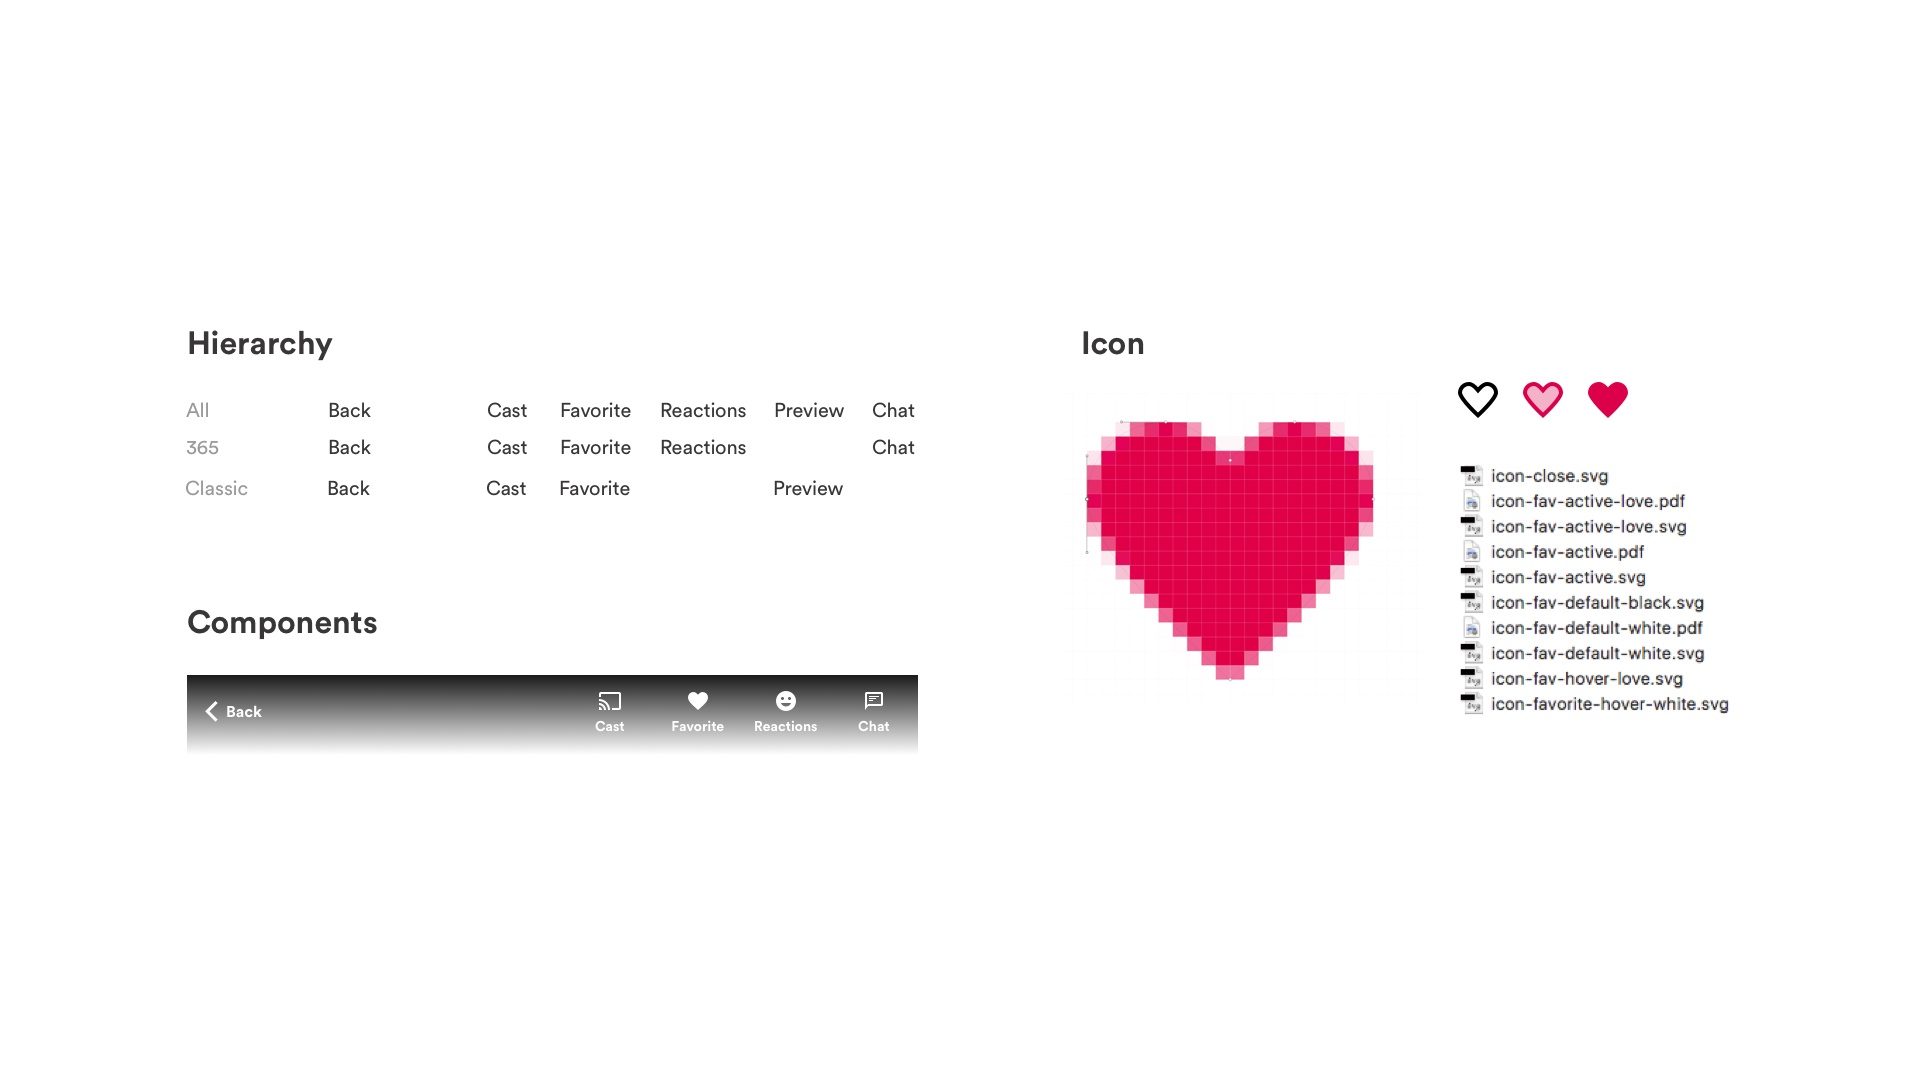 Hierarchy
All Back Cast Favorite Reactions Preview Chat
365 Back Cast Favorite Reactions Chat
Classic Back Cast Favorite Preview
Components
Back Cast Favorite Reactions Chat
Icon
icon-close.svg
icon-fav-active-love.pdf
icon-fav-active-love.svg
icon-fav-active.pdf
icon-fav-active.svg
icon-fav-default-black.svg
icon-fav-default-white.pdf
icon-fav-default-white.svg
icon-fav-hover-love.svg
icon-favorite-hover-white.svg